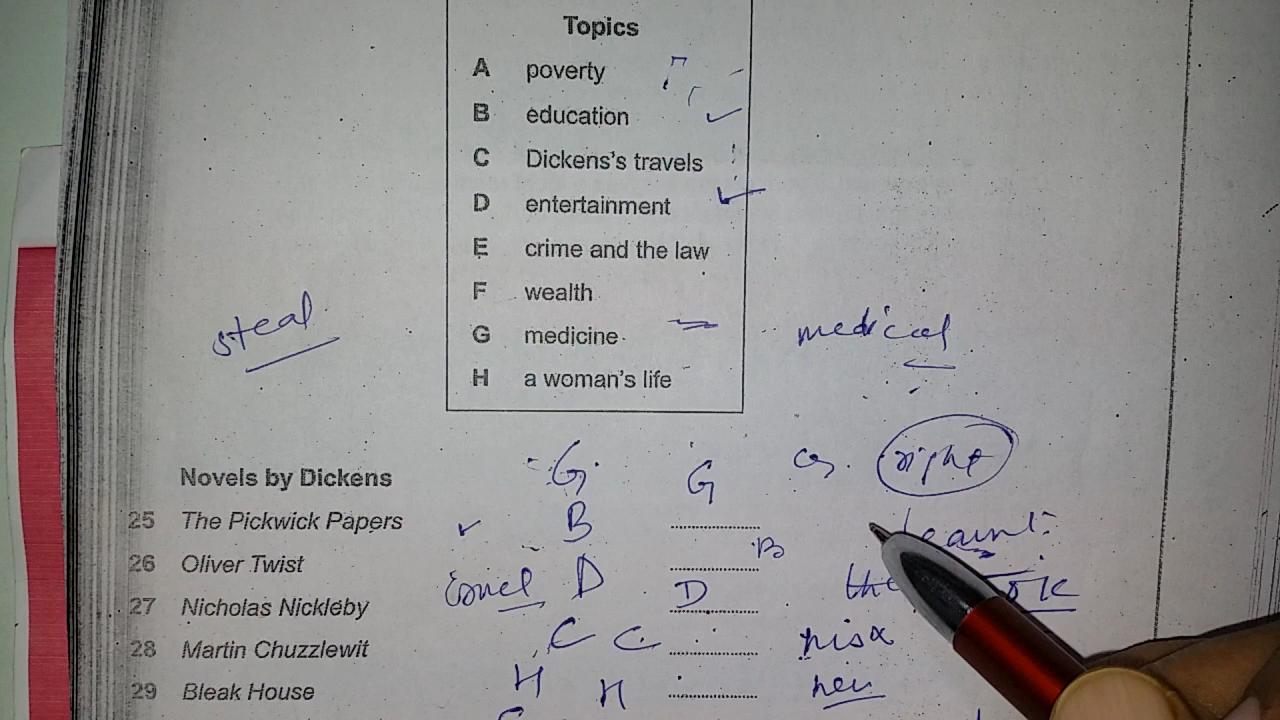 Topics
A poverty
B education
C Dickens's travels
D entertainment
E crime and the law
F wealth
G medicine
H a woman's life
steal
medical
Novels by Dickens
G G right
25 The Pickwick Papers B ..................
26 Oliver Twist D .................. B
27 Nicholas Nickleby D ..................
28 Martin Chuzzlewit C C ..................
29 Bleak House H H ..................